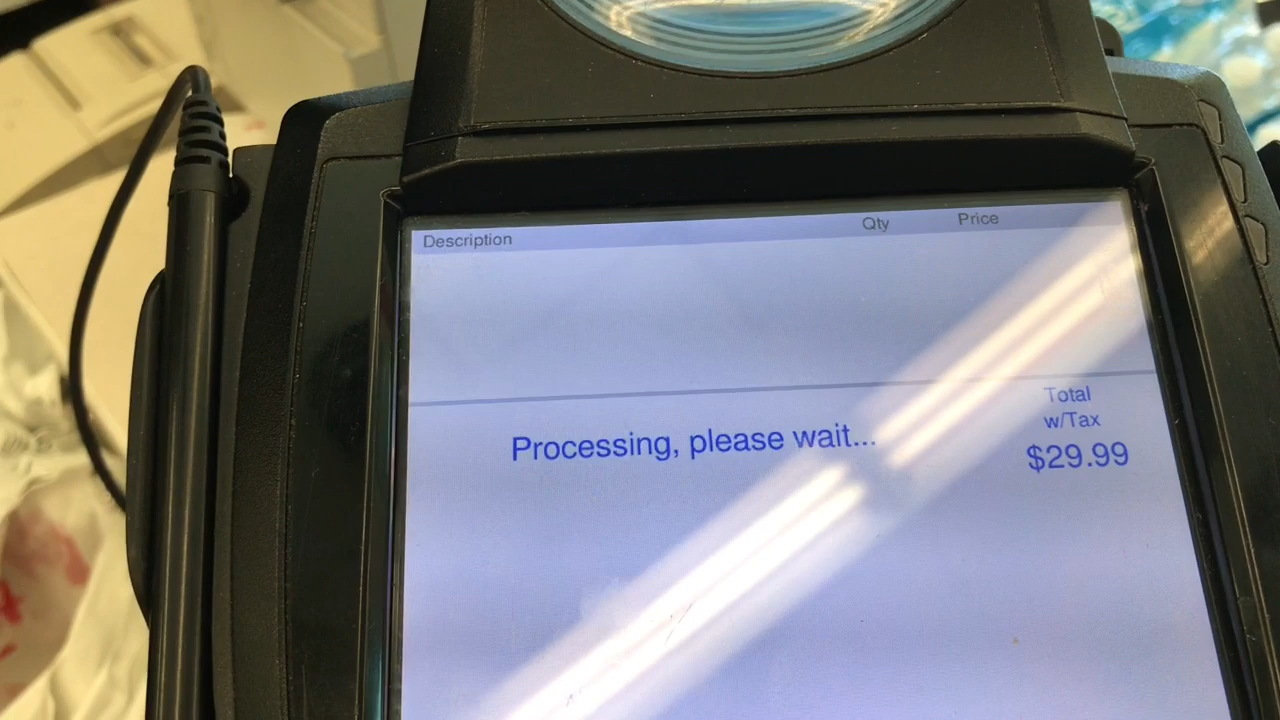 Description Qty Price
Processing, please wait...
Total
w/Tax
$29.99